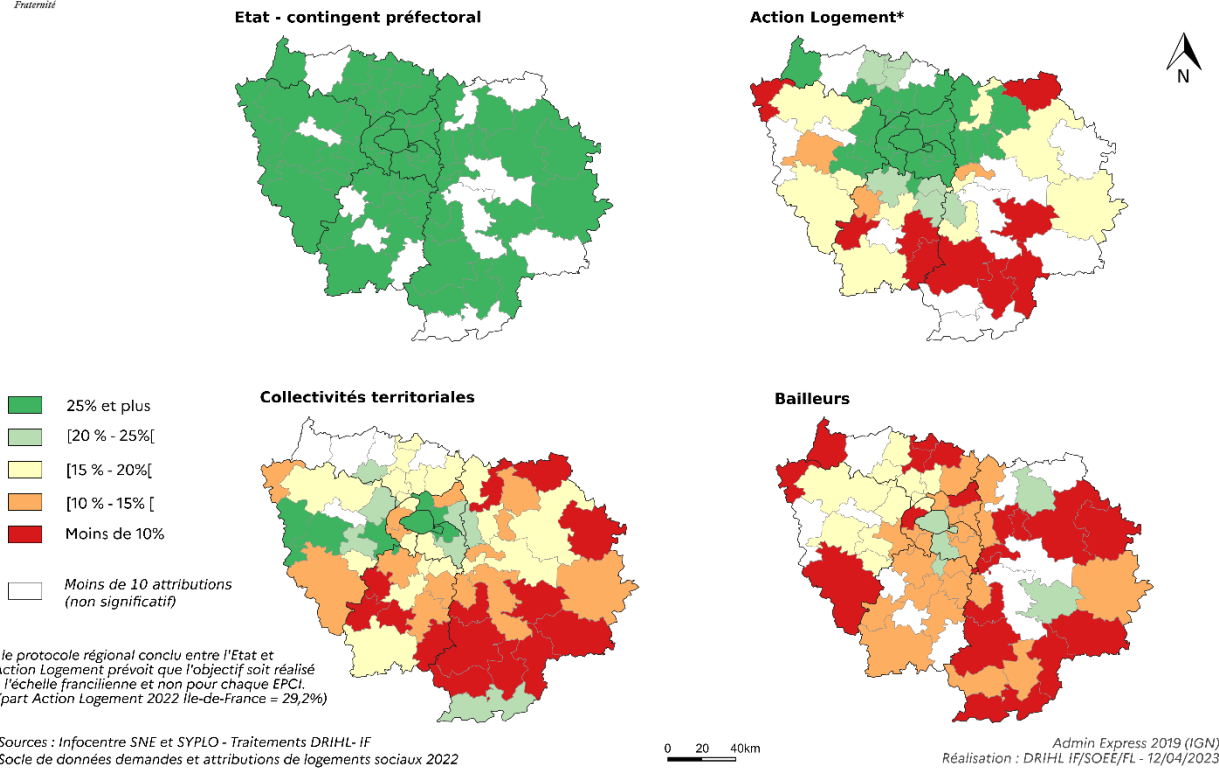 Fraternité
Etat - contingent préfectoral
Action Logement*
N
Collectivités territoriales
Bailleurs
25% et plus
[20 % - 25%[
[15 % - 20%[
[10 % - 15% [
Moins de 10%
Moins de 10 attributions
(non significatif)
le protocole régional conclu entre l'Etat et
Action Logement prévoit que l'objectif soit réalisé
l'échelle francilienne et non pour chaque EPCI.
(part Action Logement 2022 Ile-de-France = 29,2%)
Sources : Infocentre SNE et SYPLO - Traitements DRIHL- IF
Socle de données demandes et attributions de logements sociaux 2022
0 20 40km
Admin Express 2019 (IGN)
Réalisation : DRIHL IF/SOEE/FL - 12/04/2023